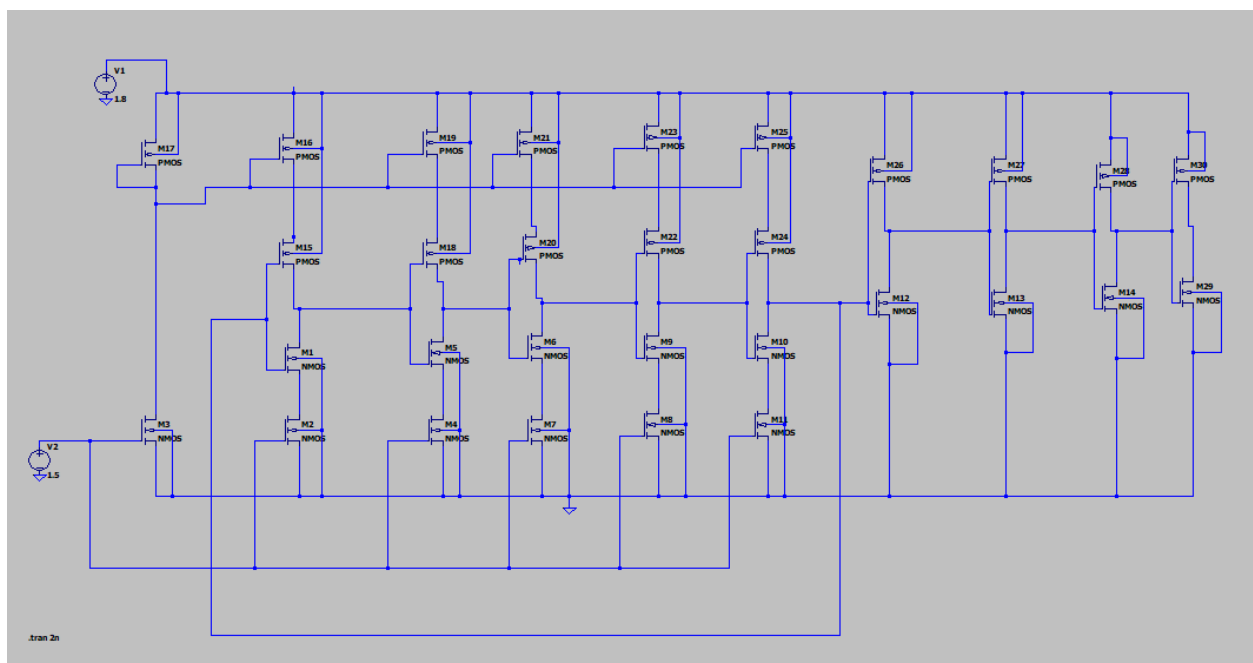 V1
1.8
M17
PMOS
M16
PMOS
M19
PMOS
M21
PMOS
M23
PMOS
M25
PMOS
M26
PMOS
M27
PMOS
M28
PMOS
M30
PMOS
M15
PMOS
M18
PMOS
M20
PMOS
M22
PMOS
M24
PMOS
M12
NMOS
M13
NMOS
M14
NMOS
M29
NMOS
M1
NMOS
M5
NMOS
M6
NMOS
M9
NMOS
M10
NMOS
M3
NMOS
M2
NMOS
M4
NMOS
M7
NMOS
M8
NMOS
M11
NMOS
V2
1.5
.tran 2n